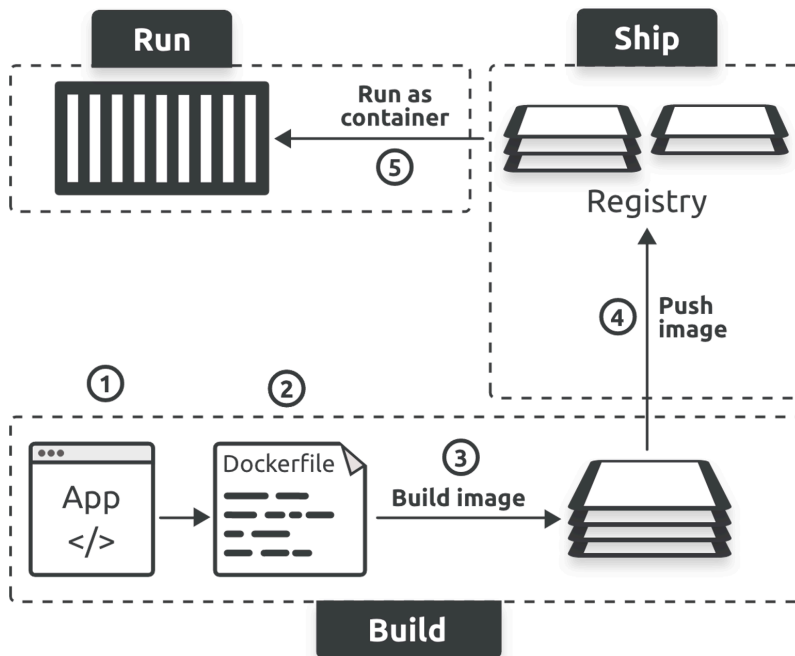 Run
Ship
Run as
container
5
Registry
4
Push
image
1
2
App
</>
Dockerfile
3
Build image
Build